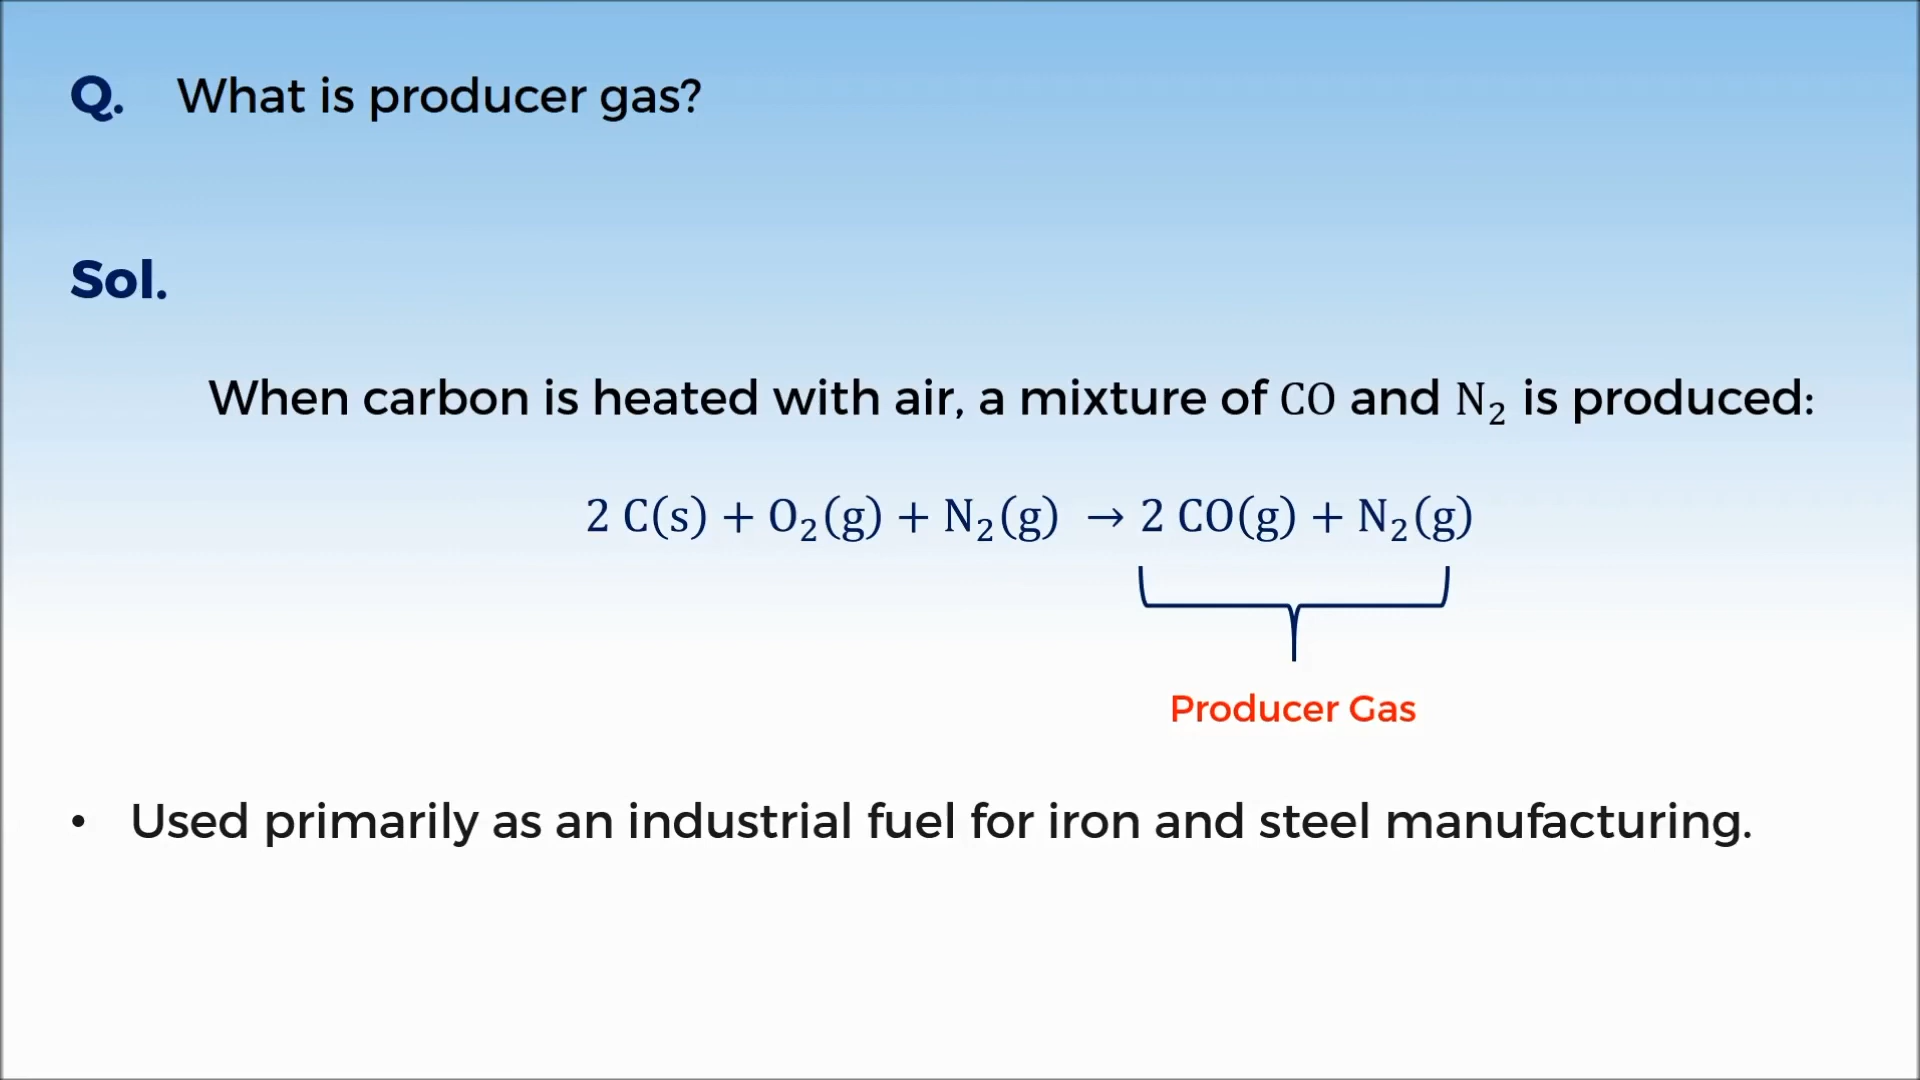 Q. What is producer gas?
Sol.
When carbon is heated with air, a mixture of CO and N₂ is produced:
2 C(s) + O₂(g) + N₂(g) → 2 CO(g) + N₂(g)
Producer Gas
• Used primarily as an industrial fuel for iron and steel manufacturing.